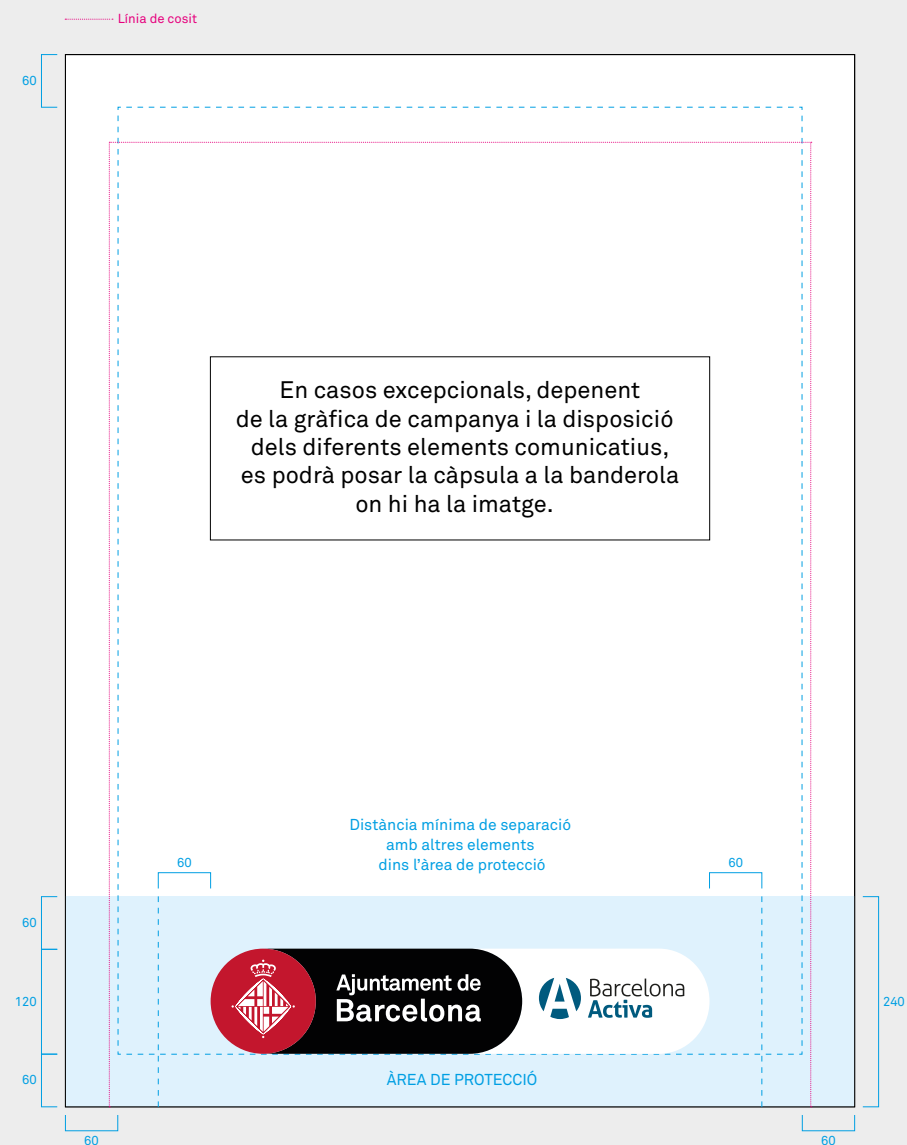 Línia de cosit
60
En casos excepcionals, depenent
de la gràfica de campanya i la disposició
dels diferents elements comunicatius,
es podrà posar la càpsula a la banderola
on hi ha la imatge.
Distància mínima de separació
amb altres elements
dins l'àrea de protecció
60
60
60
120
60
240
Ajuntament de
Barcelona
Barcelona
Activa
ÀREA DE PROTECCIÓ
60
60